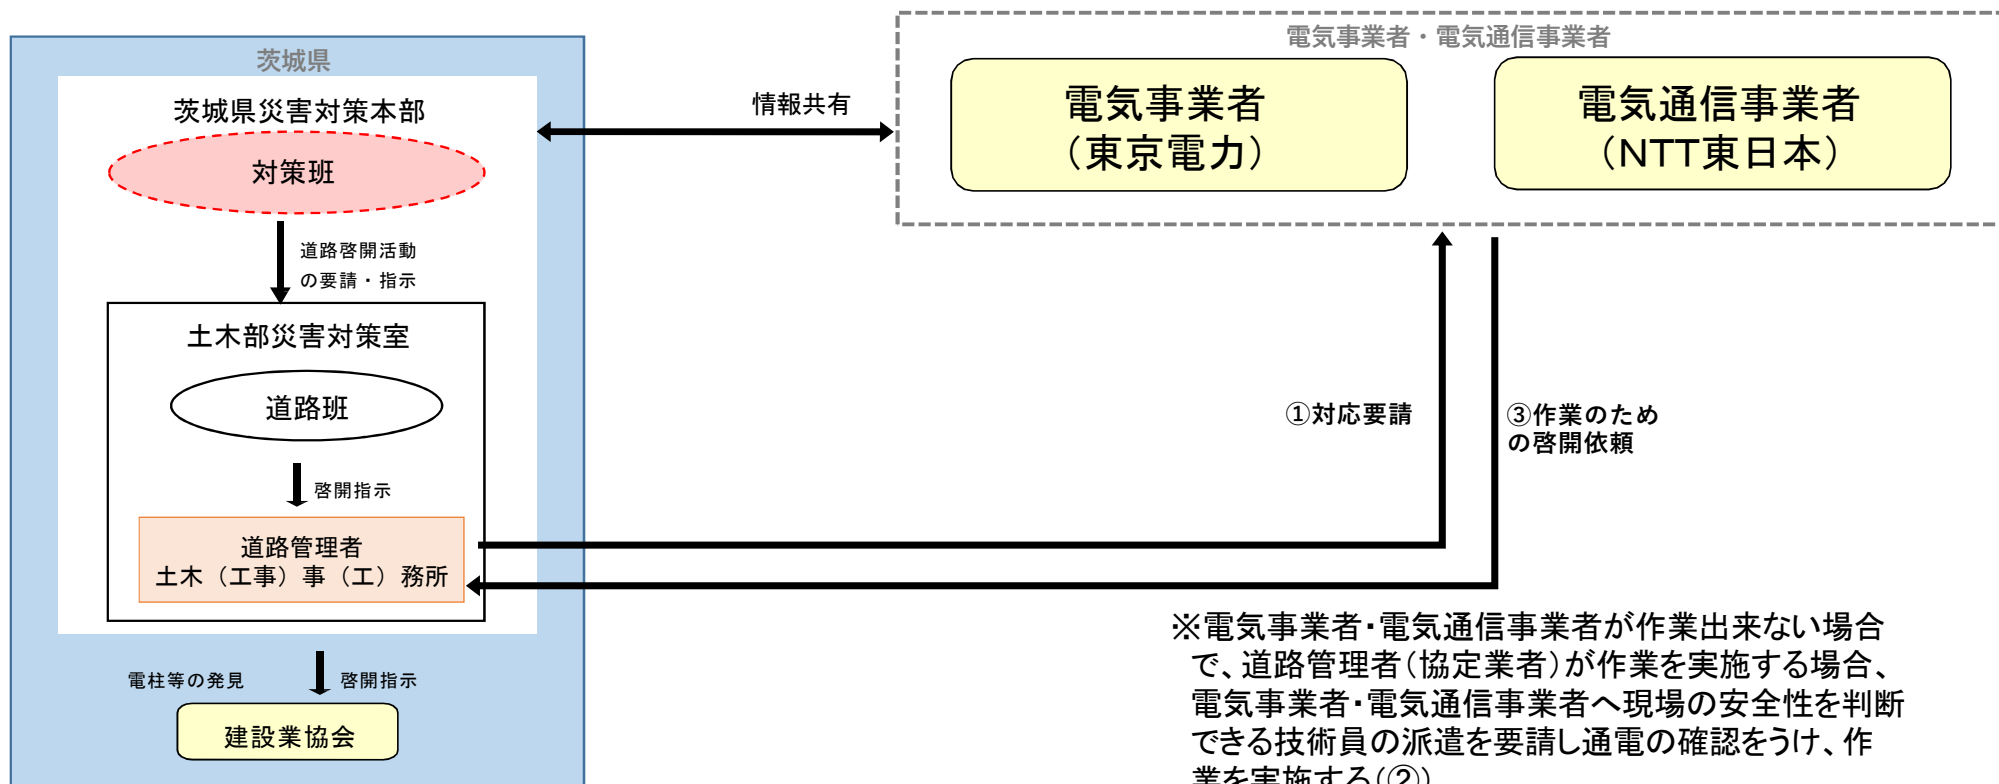 茨城県
茨城県災害対策本部
対策班
道路啓開活動
の要請・指示
土木部災害対策室
道路班
啓開指示
道路管理者
土木（工事）事（工）務所
電柱等の発見
啓開指示
建設業協会
情報共有
電気事業者・電気通信事業者
電気事業者
（東京電力）
電気通信事業者
（NTT東日本）
①対応要請
③作業のため
の啓開依頼
※電気事業者・電気通信事業者が作業出来ない場合
で、道路管理者（協定業者）が作業を実施する場合、
電気事業者・電気通信事業者へ現場の安全性を判断
できる技術員の派遣を要請し通電の確認をうけ、作
業を実施する（②）